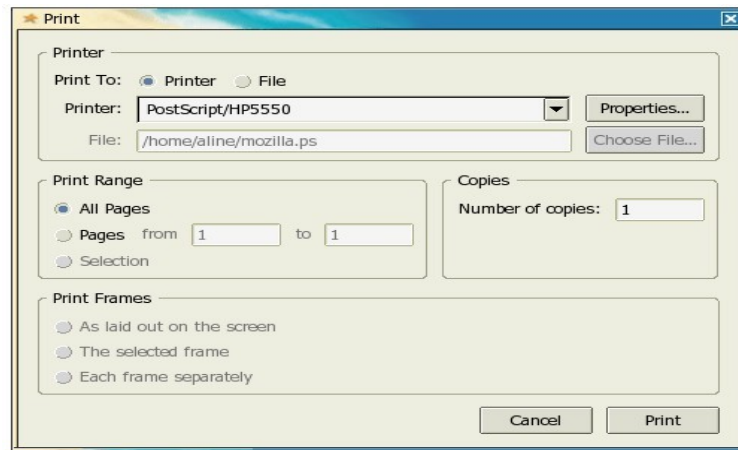 Print
Printer
Print To: Printer File
Printer: PostScript/HP5550 Properties...
File: /home/aline/mozilla.ps Choose File...
Print Range
All Pages
Pages from 1 to 1
Selection
Copies
Number of copies: 1
Print Frames
As laid out on the screen
The selected frame
Each frame separately
Cancel Print